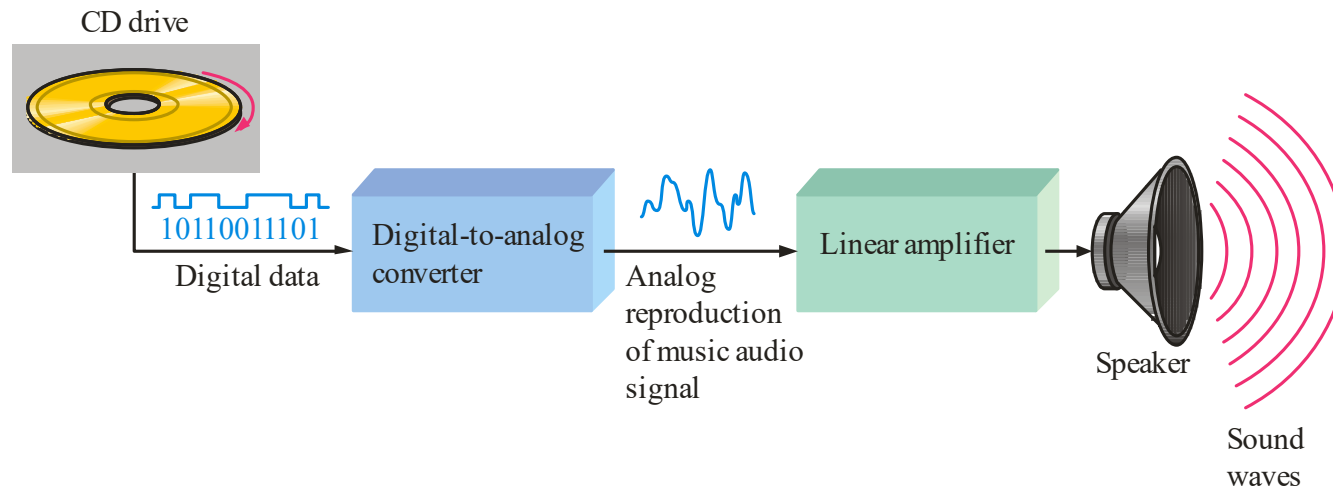 CD drive
10110011101
Digital data
Digital-to-analog
converter
Analog
reproduction
of music audio
signal
Linear amplifier
Speaker
Sound
waves